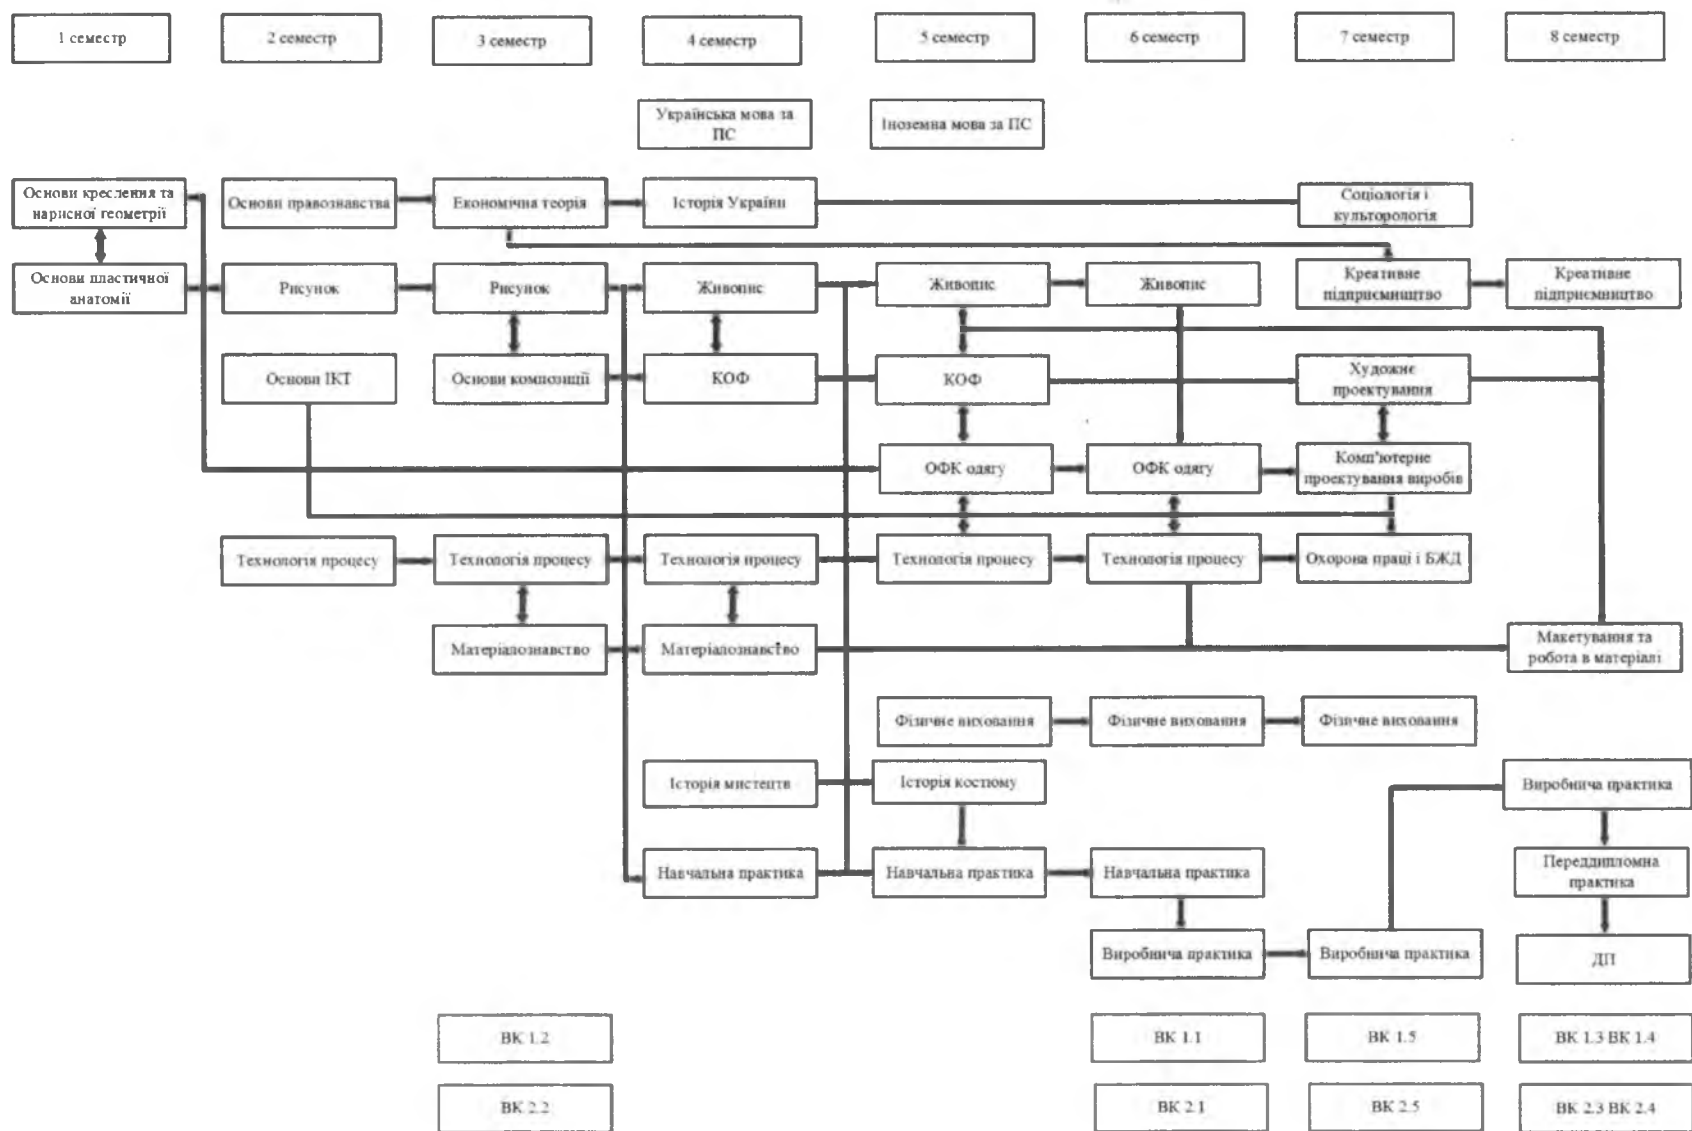 1 семестр
2 семестр
3 семестр
4 семестр
5 семестр
6 семестр
7 семестр
8 семестр
Українська мова за
ПС
Іноземна мова за ПС
Основи креслення та
нарисної геометрії
Основи правознавства
Економічна теорія
Історія України
Соціологія і
культорологія
Основи пластичної
анатомії
Рисунок
Рисунок
Живопис
Живопис
Живопис
Креативне
підприємництво
Креативне
підприємництво
Основи ІКТ
Основи композиції
КОФ
КОФ
Художнє
проектування
ОФК одягу
ОФК одягу
Комп'ютерне
проектування виробів
Технологія процесу
Технологія процесу
Технологія процесу
Технологія процесу
Технологія процесу
Охорона праці і БЖД
Матеріалознавство
Матеріалознавство
Макетування та
робота в матеріалі
Фізичне виховання
Фізичне виховання
Фізичне виховання
Історія мистецтв
Історія костюму
Виробнича практика
Навчальна практика
Навчальна практика
Навчальна практика
Переддипломна
практика
Виробнича практика
Виробнича практика
ДП
ВК 1.2
ВК 1.1
ВК 1.5
ВК 1.3 ВК 1.4
ВК 2.2
ВК 2.1
ВК 2.5
ВК 2.3 ВК 2.4